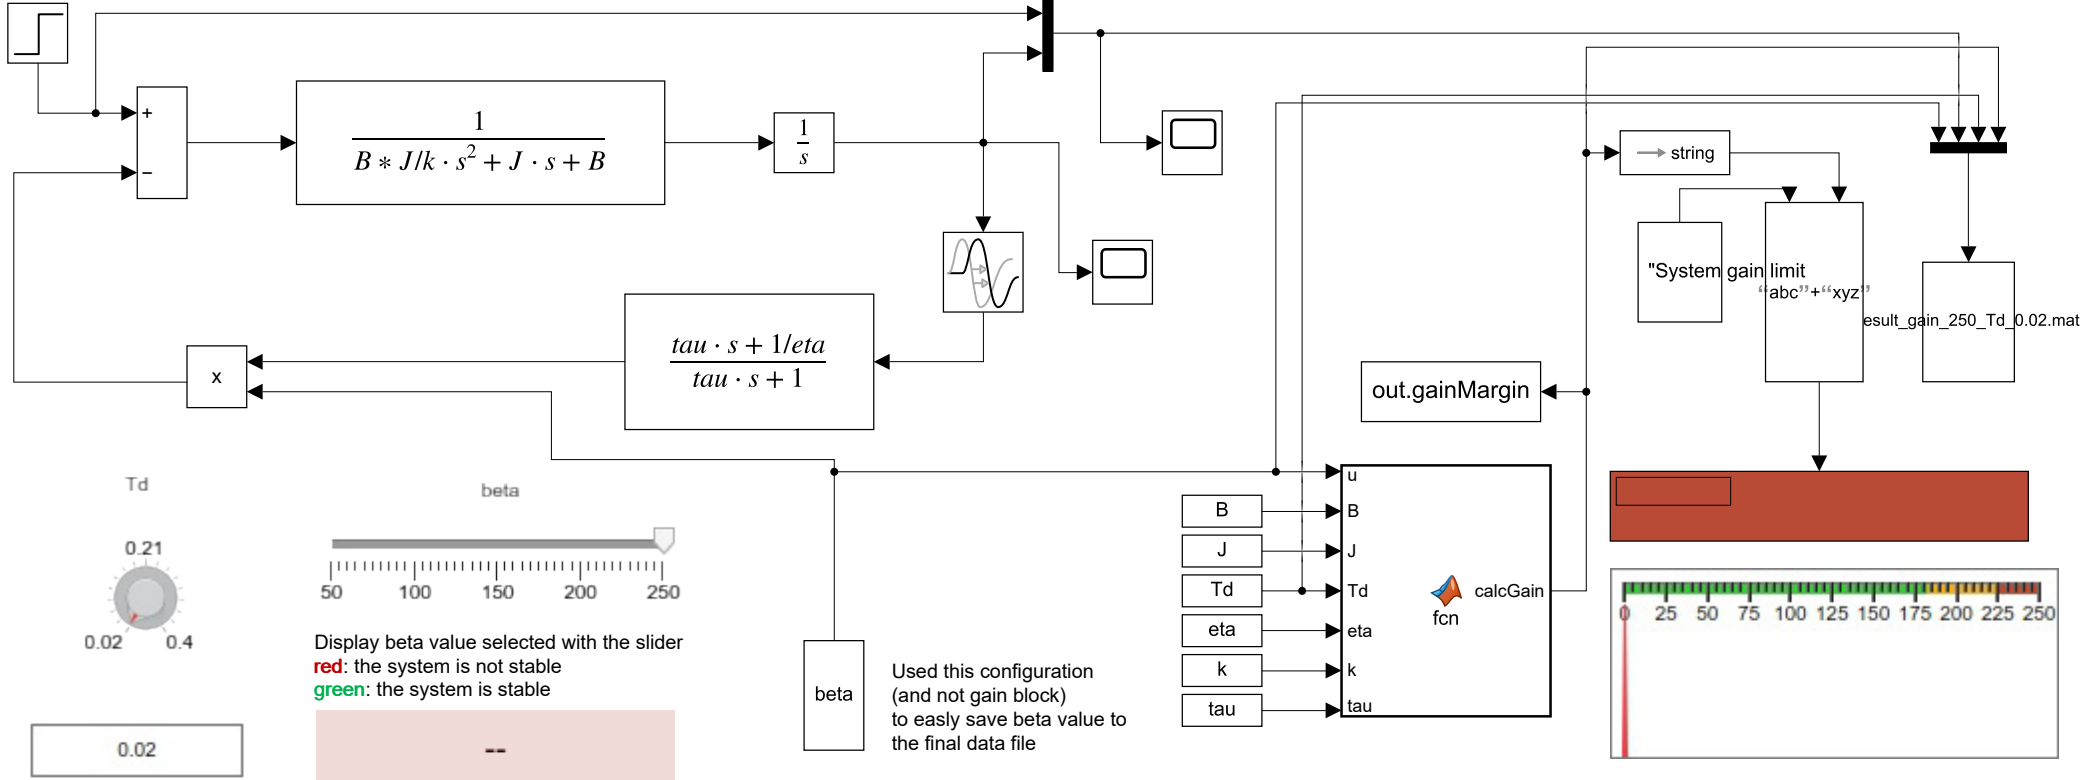 +
−
1
B ∗ J/k · s² + J · s + B
1
s
string
"System gain limit
“abc”+“xyz”
esult_gain_250_Td_0.02.mat
tau · s + 1/eta
tau · s + 1
x
out.gainMargin
Td
0.21
0.02
0.4
0.02
beta
50 100 150 200 250
Display beta value selected with the slider
red: the system is not stable
green: the system is stable
--
beta
Used this configuration
(and not gain block)
to easly save beta value to
the final data file
B
J
Td
eta
k
tau
u
B
J
Td
eta
k
tau
fcn
calcGain
0 25 50 75 100 125 150 175 200 225 250